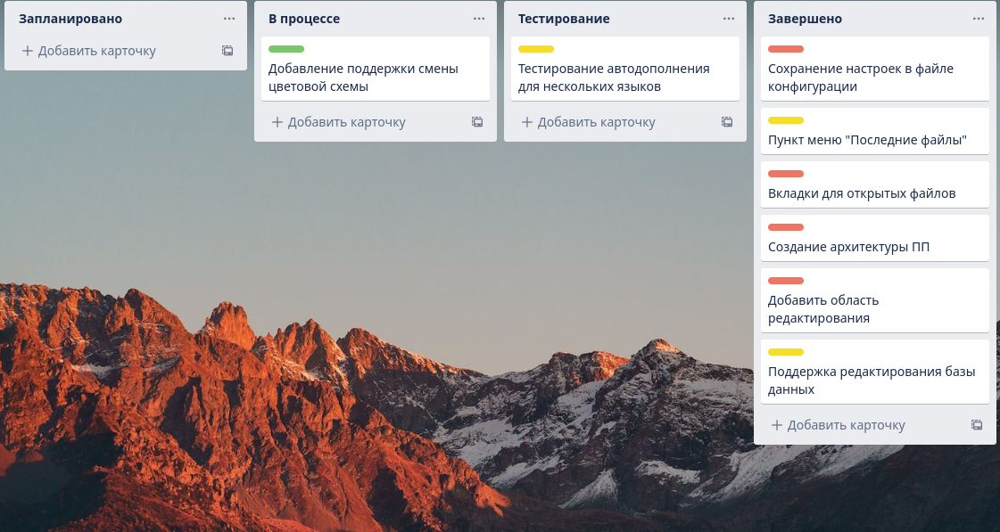 Запланировано
Добавить карточку
В процессе
Добавление поддержки смены
цветовой схемы
Добавить карточку
Тестирование
Тестирование автодополнения
для нескольких языков
Добавить карточку
Завершено
Сохранение настроек в файле
конфигурации
Пункт меню "Последние файлы"
Вкладки для открытых файлов
Создание архитектуры ПП
Добавить область
редактирования
Поддержка редактирования базы
данных
Добавить карточку